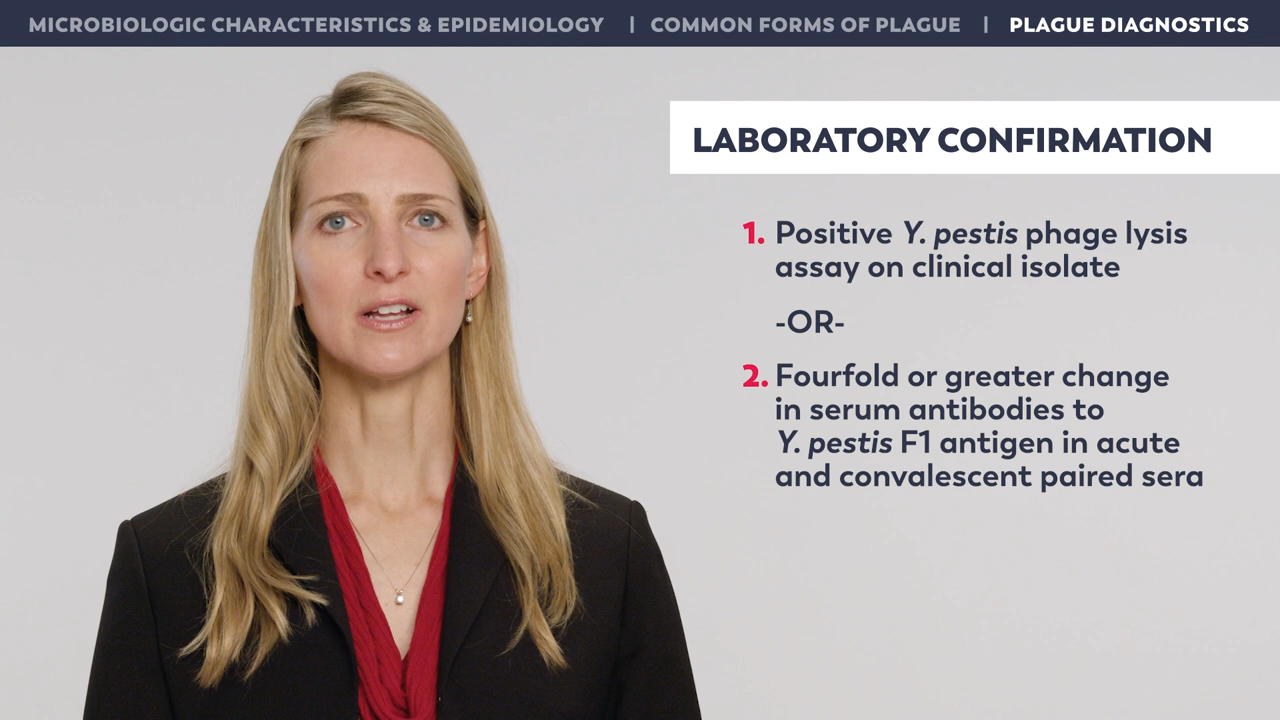 MICROBIOLOGIC CHARACTERISTICS & EPIDEMIOLOGY | COMMON FORMS OF PLAGUE | PLAGUE DIAGNOSTICS
LABORATORY CONFIRMATION
1. Positive Y. pestis phage lysis
assay on clinical isolate
-OR-
2. Fourfold or greater change
in serum antibodies to
Y. pestis F1 antigen in acute
and convalescent paired sera